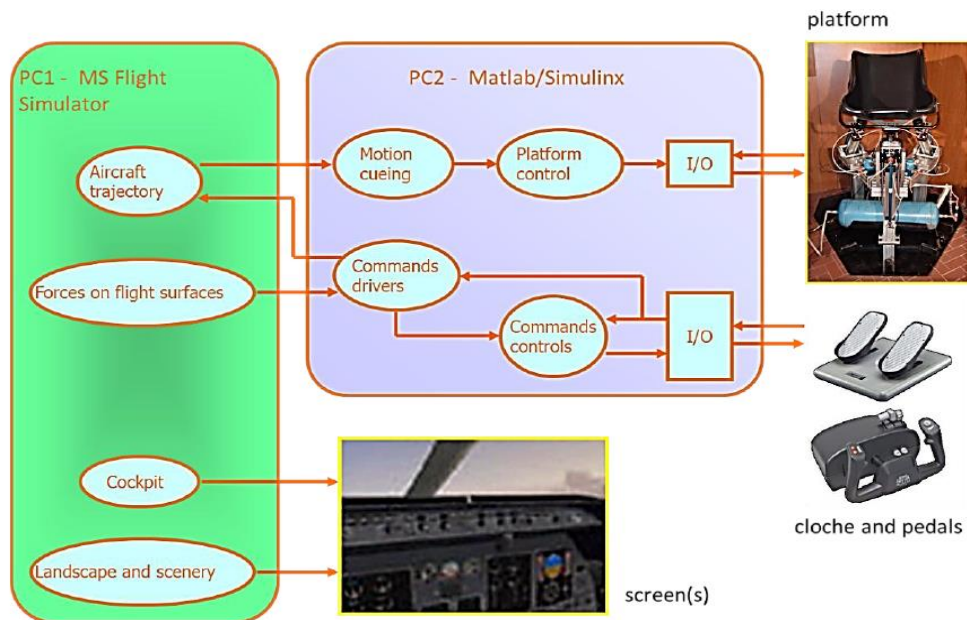 platform
PC1 - MS Flight
Simulator
PC2 - Matlab/Simulinx
Aircraft
trajectory
Motion
cueing
Platform
control
I/O
Forces on flight surfaces
Commands
drivers
Commands
controls
I/O
Cockpit
Landscape and scenery
cloche and pedals
screen(s)